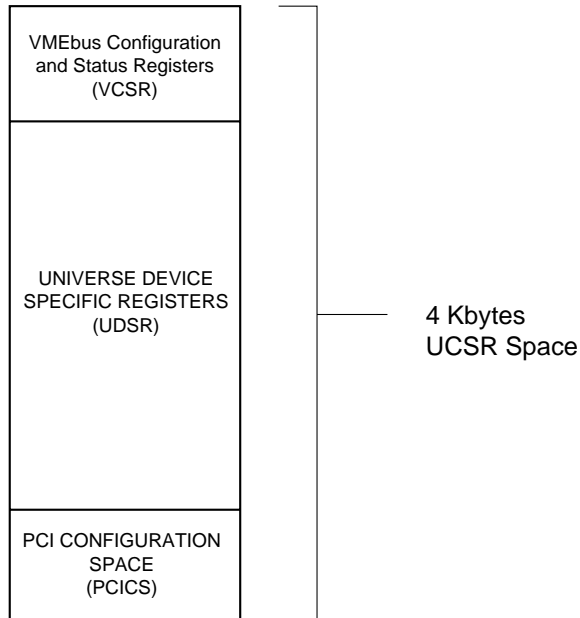 VMEbus Configuration
and Status Registers
(VCSR)
UNIVERSE DEVICE
SPECIFIC REGISTERS
(UDSR)
4 Kbytes
UCSR Space
PCI CONFIGURATION
SPACE
(PCICS)